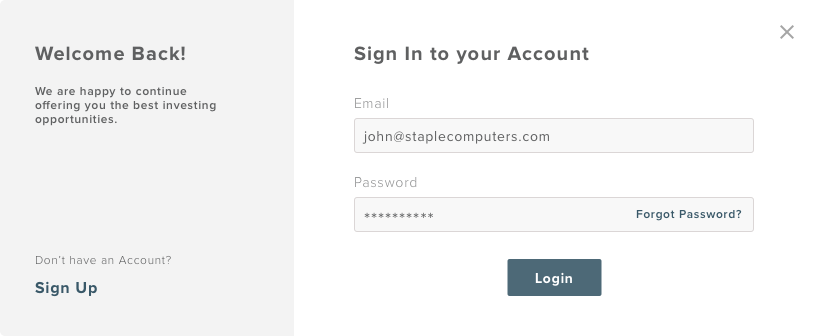 Welcome Back!
We are happy to continue
offering you the best investing
opportunities.
Don't have an Account?
Sign Up
Sign In to your Account
Email
john@staplecomputers.com
Password
**********
Forgot Password?
Login